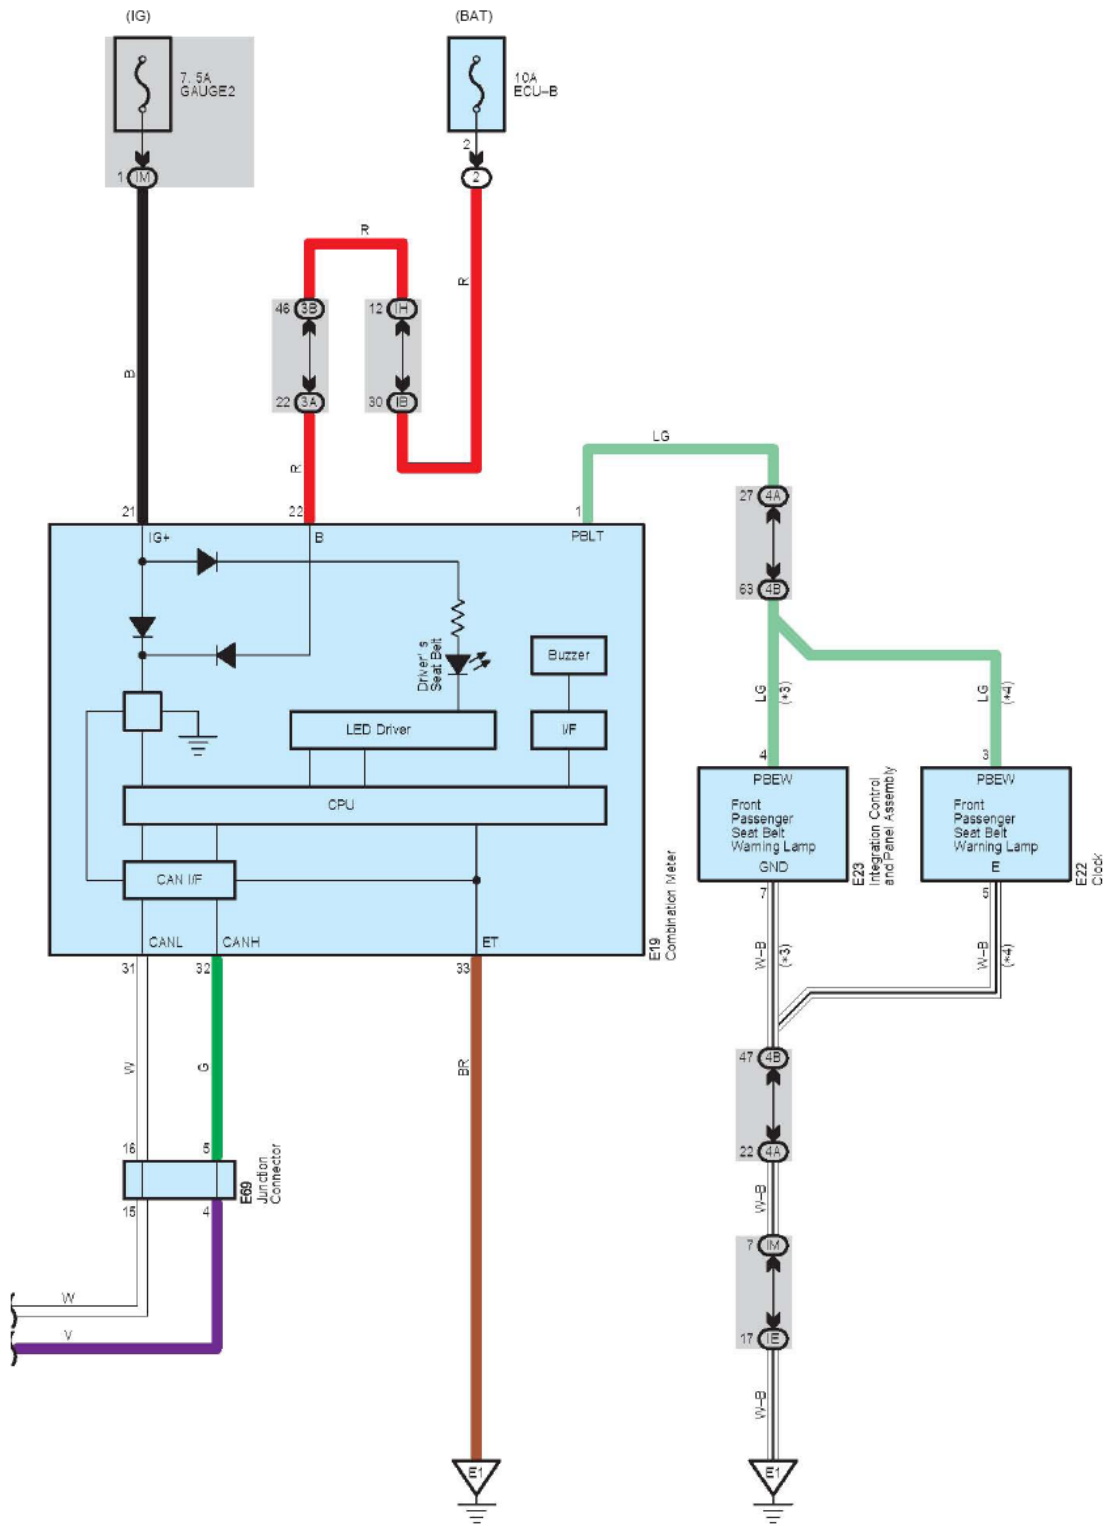 (IG)
(BAT)
7.5A
GAUGE2
10A
ECU-B
2
1 IM
2
R
R
46 3B
12 IH
B
22 3A
30 IB
LG
R
27 4A
21
22
1
IG+
B
PBLT
63 4B
Driver's
Seat Belt
Buzzer
LG
(*3)
LG
(*4)
LED Driver
I/F
4
3
CPU
PBEW
Front
Passenger
Seat Belt
Warning Lamp
GND
E23
Integration Control
and Panel Assembly
PBEW
Front
Passenger
Seat Belt
Warning Lamp
E
E22
Clock
CAN I/F
7
5
CANL
CANH
ET
E19
Combination Meter
W-B
(*3)
W-B
(*4)
31
32
33
W
G
BR
47 4B
16
5
22 4A
E69
Junction
Connector
15
4
W-B
7 IM
W
V
17 IE
W-B
E1
E1